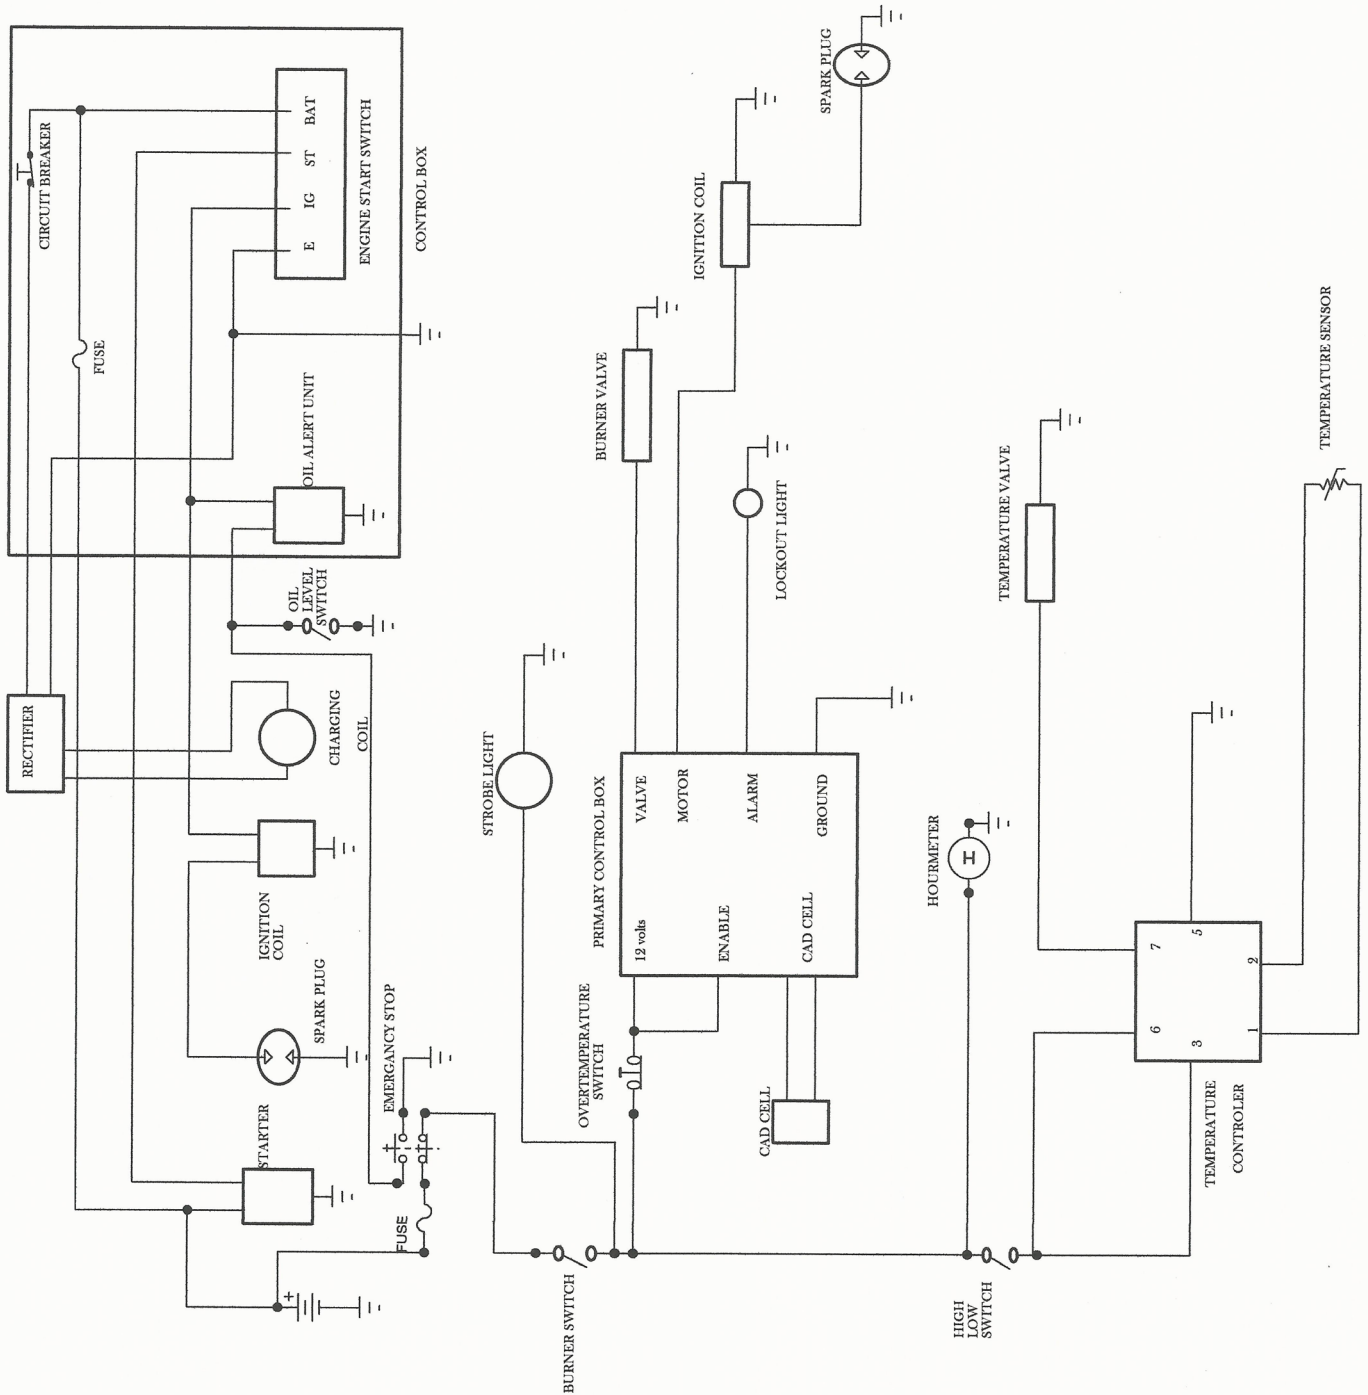 CIRCUIT BREAKER
FUSE
BAT
ST
IG
E
ENGINE START SWITCH
CONTROL BOX
OIL ALERT UNIT
OIL
LEVEL
SWITCH
RECTIFIER
CHARGING
COIL
IGNITION
COIL
SPARK PLUG
STARTER
EMERGANCY STOP
FUSE
+
BURNER SWITCH
STROBE LIGHT
OVERTEMPERATURE
SWITCH
PRIMARY CONTROL BOX
12 volts
ENABLE
CAD CELL
VALVE
MOTOR
ALARM
GROUND
CAD CELL
BURNER VALVE
IGNITION COIL
SPARK PLUG
LOCKOUT LIGHT
HOURMETER
H
HIGH
LOW
SWITCH
TEMPERATURE VALVE
TEMPERATURE SENSOR
TEMPERATURE
CONTROLER
6
7
3
5
1
2